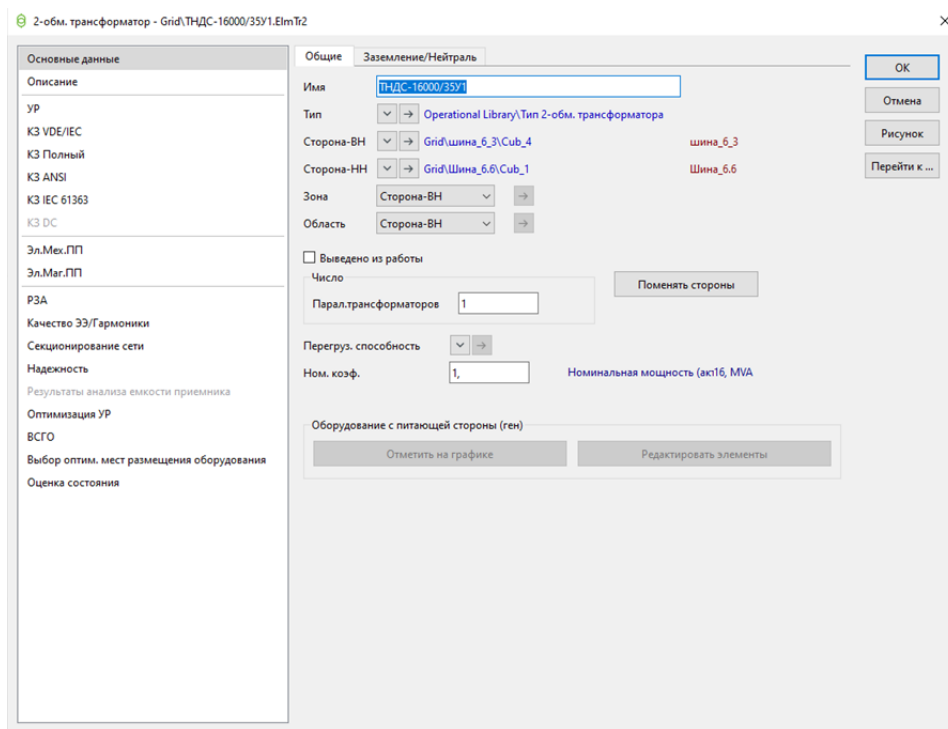 2-обм. трансформатор - Grid\ТНДС-16000/35У1.ElmTr2
Основные данные
Описание
УР
КЗ VDE/IEC
КЗ Полный
КЗ ANSI
КЗ IEC 61363
КЗ DC
Эл.Мех.ПП
Эл.Маг.ПП
РЗА
Качество ЭЭ/Гармоники
Секционирование сети
Надежность
Результаты анализа емкости приемника
Оптимизация УР
ВСГО
Выбор оптим. мест размещения оборудования
Оценка состояния
Общие Заземление/Нейтраль
Имя ТНДС-16000/35У1
Тип Operational Library\Тип 2-обм. трансформатора
Сторона-ВН Grid\шина_6_3\Cub_4 шина_6_3
Сторона-НН Grid\Шина_6.6\Cub_1 Шина_6.6
Зона Сторона-ВН
Область Сторона-ВН
Выведено из работы
Число
Парал.трансформаторов 1
Поменять стороны
Перегруз. способность
Ном. коэф. 1, Номинальная мощность (акт16, MVA
Оборудование с питающей стороны (ген)
Отметить на графике Редактировать элементы
OK
Отмена
Рисунок
Перейти к ...